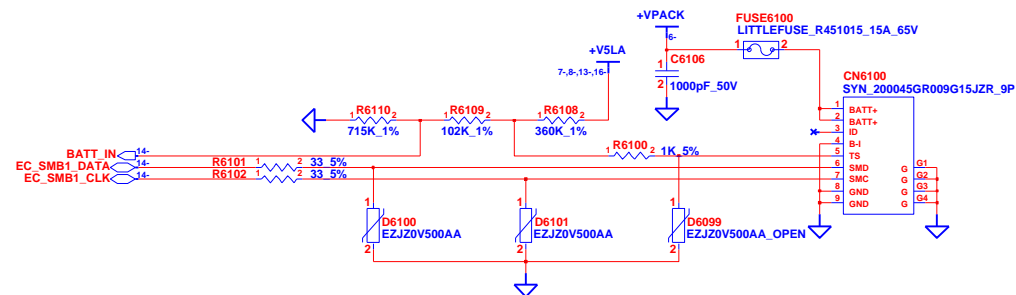 +VPACK
6-
FUSE6100
LITTLEFUSE_R451015_15A_65V
1 2
+V5LA
7-,8-,13-,16-
1
C6106
2
1000pF_50V
CN6100
SYN_200045GR009G15JZR_9P
1 R6110 2
715K_1%
1 R6109 2
102K_1%
1 R6108 2
360K_1%
1 BATT+
2 BATT+
3 ID
4 B-I
5 TS
6 SMD
7 SMC
8 GND
9 GND
G G1
G G2
G G3
G G4
R6100
1 2
1K_5%
BATT_IN 14-
EC_SMB1_DATA 14-
R6101 1 2 33_5%
EC_SMB1_CLK 14-
R6102 1 2 33_5%
1
D6100
EZJZ0V500AA
2
1
D6101
EZJZ0V500AA
2
1
D6099
EZJZ0V500AA_OPEN
2